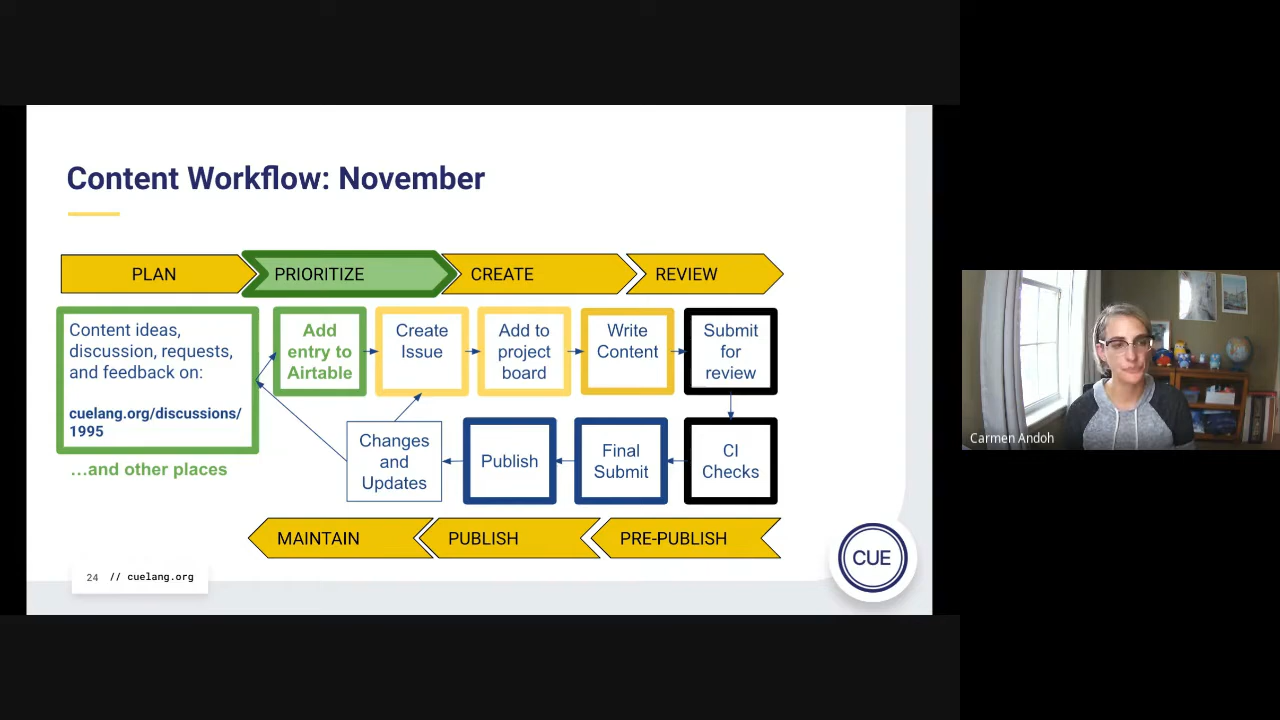 Content Workflow: November
PLAN
PRIORITIZE
CREATE
REVIEW
Content ideas,
discussion, requests,
and feedback on:
cuelang.org/discussions/
1995
…and other places
Add
entry to
Airtable
Create
Issue
Add to
project
board
Write
Content
Submit
for
review
Changes
and
Updates
Publish
Final
Submit
CI
Checks
MAINTAIN
PUBLISH
PRE-PUBLISH
24 // cuelang.org
CUE
Carmen Andoh